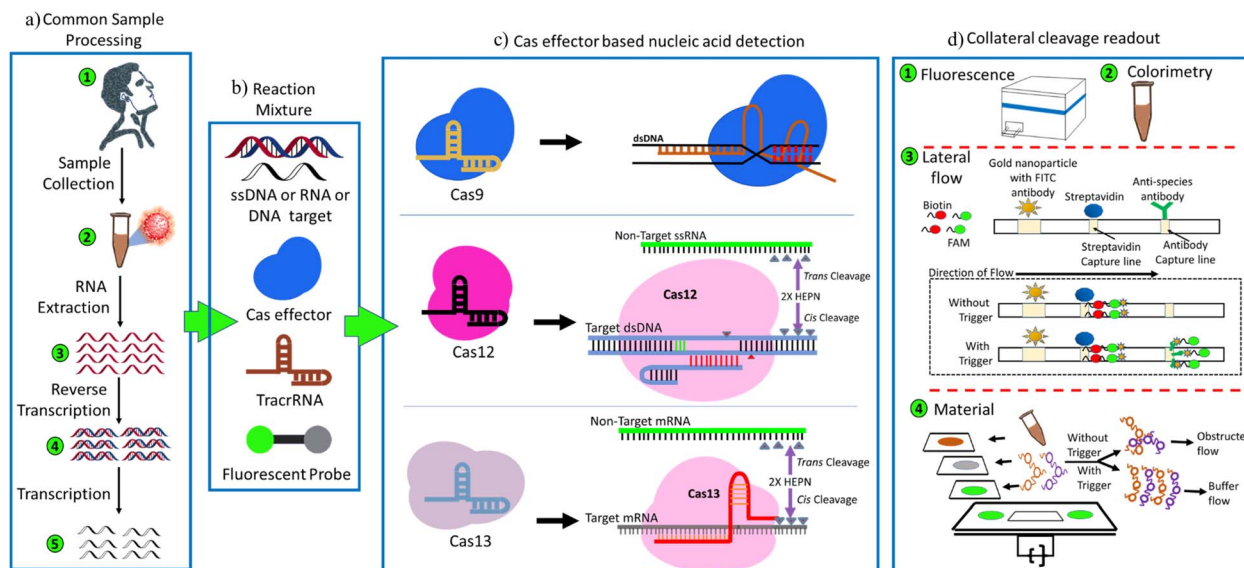 a) Common Sample
Processing
1
Sample
Collection
2
RNA
Extraction
3
Reverse
Transcription
4
Transcription
5
b) Reaction
Mixture
ssDNA or RNA or
DNA target
Cas effector
TracrRNA
Fluorescent Probe
c) Cas effector based nucleic acid detection
Cas9
dsDNA
Cas12
Non-Target ssRNA
Trans Cleavage
Cas12
2X HEPN
Cis Cleavage
Target dsDNA
Cas13
Non-Target mRNA
Trans Cleavage
2X HEPN
Cas13
Cis Cleavage
Target mRNA
d) Collateral cleavage readout
1 Fluorescence
2 Colorimetry
3 Lateral
flow
Gold nanoparticle
with FITC
antibody
Streptavidin
Anti-species
antibody
Biotin
FAM
Streptavidin
Capture line
Antibody
Capture line
Direction of Flow
Without
Trigger
With
Trigger
4 Material
Without
Trigger
With
Trigger
Obstructe
flow
Buffer
flow